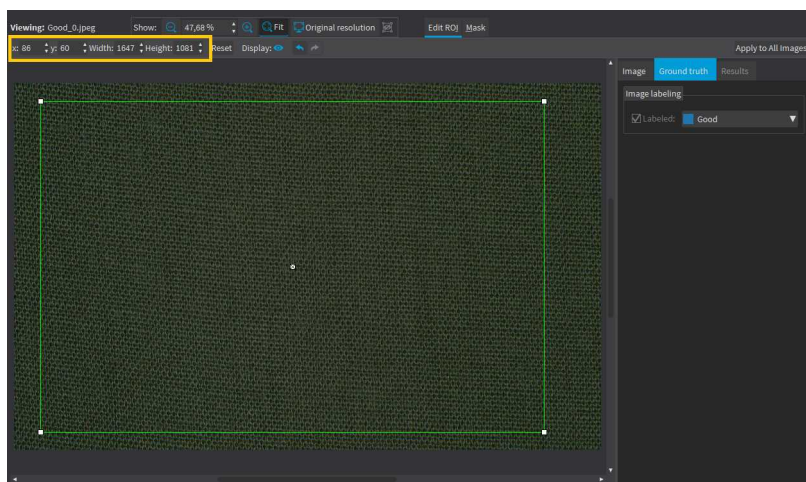 Viewing: Good_0.jpeg Show: 47,68 % Fit Original resolution Edit ROI Mask
x: 86 y: 60 Width: 1647 Height: 1081 Reset Display: Apply to All Images
Image Ground truth Results
Image labeling
Labeled: Good